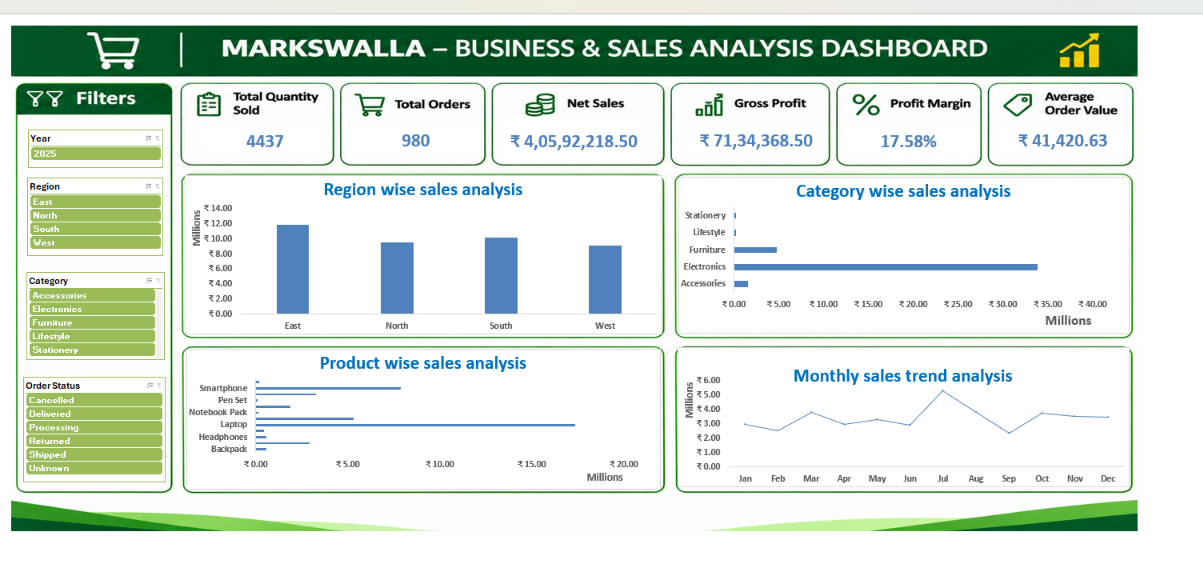 MARKSWALLA – BUSINESS & SALES ANALYSIS DASHBOARD
Filters
Year
2025
Region
East
North
South
West
Category
Accessories
Electronics
Furniture
Lifestyle
Stationery
Order Status
Cancelled
Delivered
Processing
Returned
Shipped
Unknown
Total Quantity
Sold
4437
Total Orders
980
Net Sales
₹ 4,05,92,218.50
Gross Profit
₹ 71,34,368.50
Profit Margin
17.58%
Average
Order Value
₹ 41,420.63
Region wise sales analysis
Millions
₹ 14.00
₹ 12.00
₹ 10.00
₹ 8.00
₹ 6.00
₹ 4.00
₹ 2.00
₹ 0.00
East North South West
Category wise sales analysis
Stationery
Lifestyle
Furniture
Electronics
Accessories
₹ 0.00 ₹ 5.00 ₹ 10.00 ₹ 15.00 ₹ 20.00 ₹ 25.00 ₹ 30.00 ₹ 35.00 ₹ 40.00
Millions
Product wise sales analysis
Smartphone
Pen Set
Notebook Pack
Laptop
Headphones
Backpack
₹ 0.00 ₹ 5.00 ₹ 10.00 ₹ 15.00 ₹ 20.00
Millions
Monthly sales trend analysis
Millions
₹ 6.00
₹ 5.00
₹ 4.00
₹ 3.00
₹ 2.00
₹ 1.00
₹ 0.00
Jan Feb Mar Apr May Jun Jul Aug Sep Oct Nov Dec